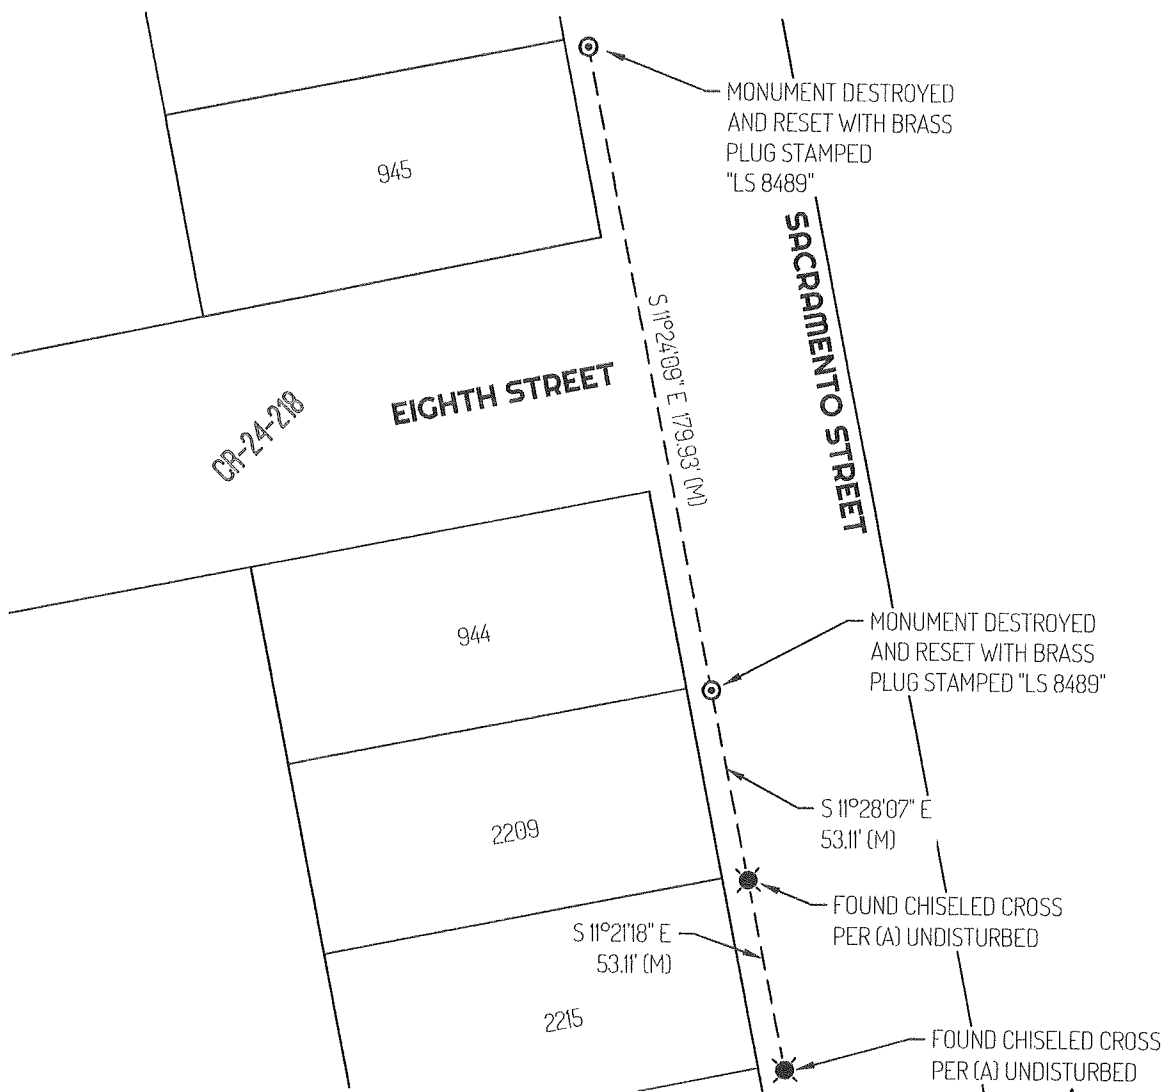 MONUMENT DESTROYED
AND RESET WITH BRASS
PLUG STAMPED
"LS 8489"
945
SACRAMENTO STREET
S 11°24'09" E 179.93' (M)
EIGHTH STREET
CR-24-218
944
MONUMENT DESTROYED
AND RESET WITH BRASS
PLUG STAMPED "LS 8489"
2209
S 11°28'07" E
53.11' (M)
FOUND CHISELED CROSS
PER (A) UNDISTURBED
S 11°21'18" E
53.11' (M)
2215
FOUND CHISELED CROSS
PER (A) UNDISTURBED